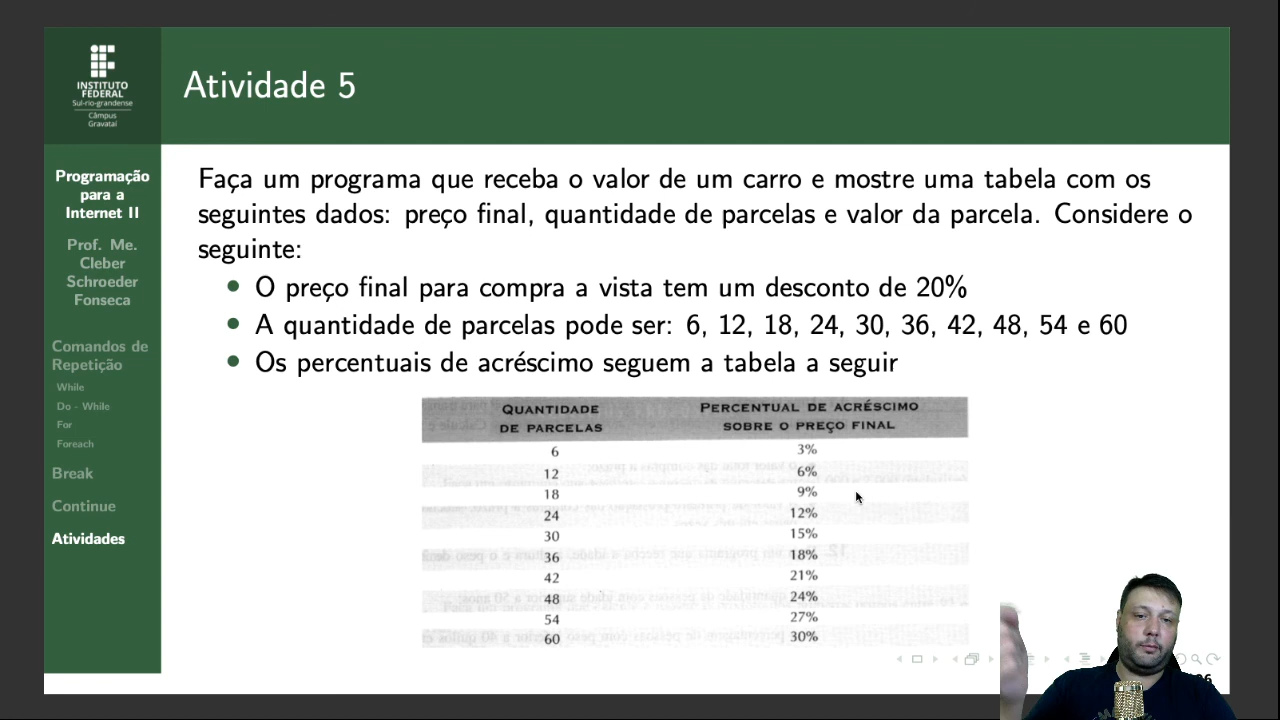 INSTITUTO
FEDERAL
Sul-rio-grandense
Câmpus
Gravataí
Atividade 5
Programação
para a
Internet II
Prof. Me.
Cleber
Schroeder
Fonseca
Comandos de
Repetição
While
Do - While
For
Foreach
Break
Continue
Atividades
Faça um programa que receba o valor de um carro e mostre uma tabela com os
seguintes dados: preço final, quantidade de parcelas e valor da parcela. Considere o
seguinte:
O preço final para compra a vista tem um desconto de 20%
A quantidade de parcelas pode ser: 6, 12, 18, 24, 30, 36, 42, 48, 54 e 60
Os percentuais de acréscimo seguem a tabela a seguir
QUANTIDADE PERCENTUAL DE ACRÉSCIMO
DE PARCELAS SOBRE O PREÇO FINAL
6 3%
12 6%
18 9%
24 12%
30 15%
36 18%
42 21%
48 24%
54 27%
60 30%